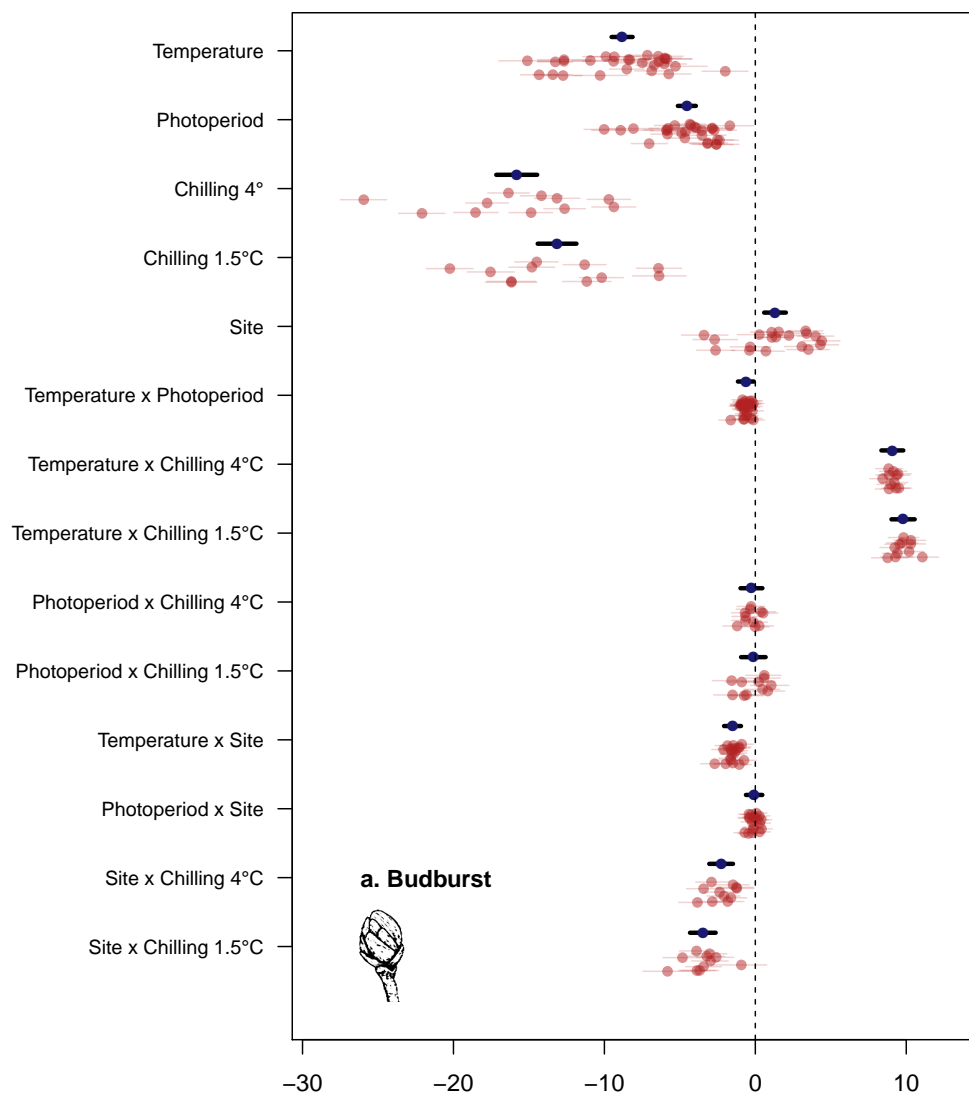 Temperature
Photoperiod
Chilling 4°
Chilling 1.5°C
Site
Temperature x Photoperiod
Temperature x Chilling 4°C
Temperature x Chilling 1.5°C
Photoperiod x Chilling 4°C
Photoperiod x Chilling 1.5°C
Temperature x Site
Photoperiod x Site
Site x Chilling 4°C
a. Budburst
Site x Chilling 1.5°C
−30 −20 −10 0 10